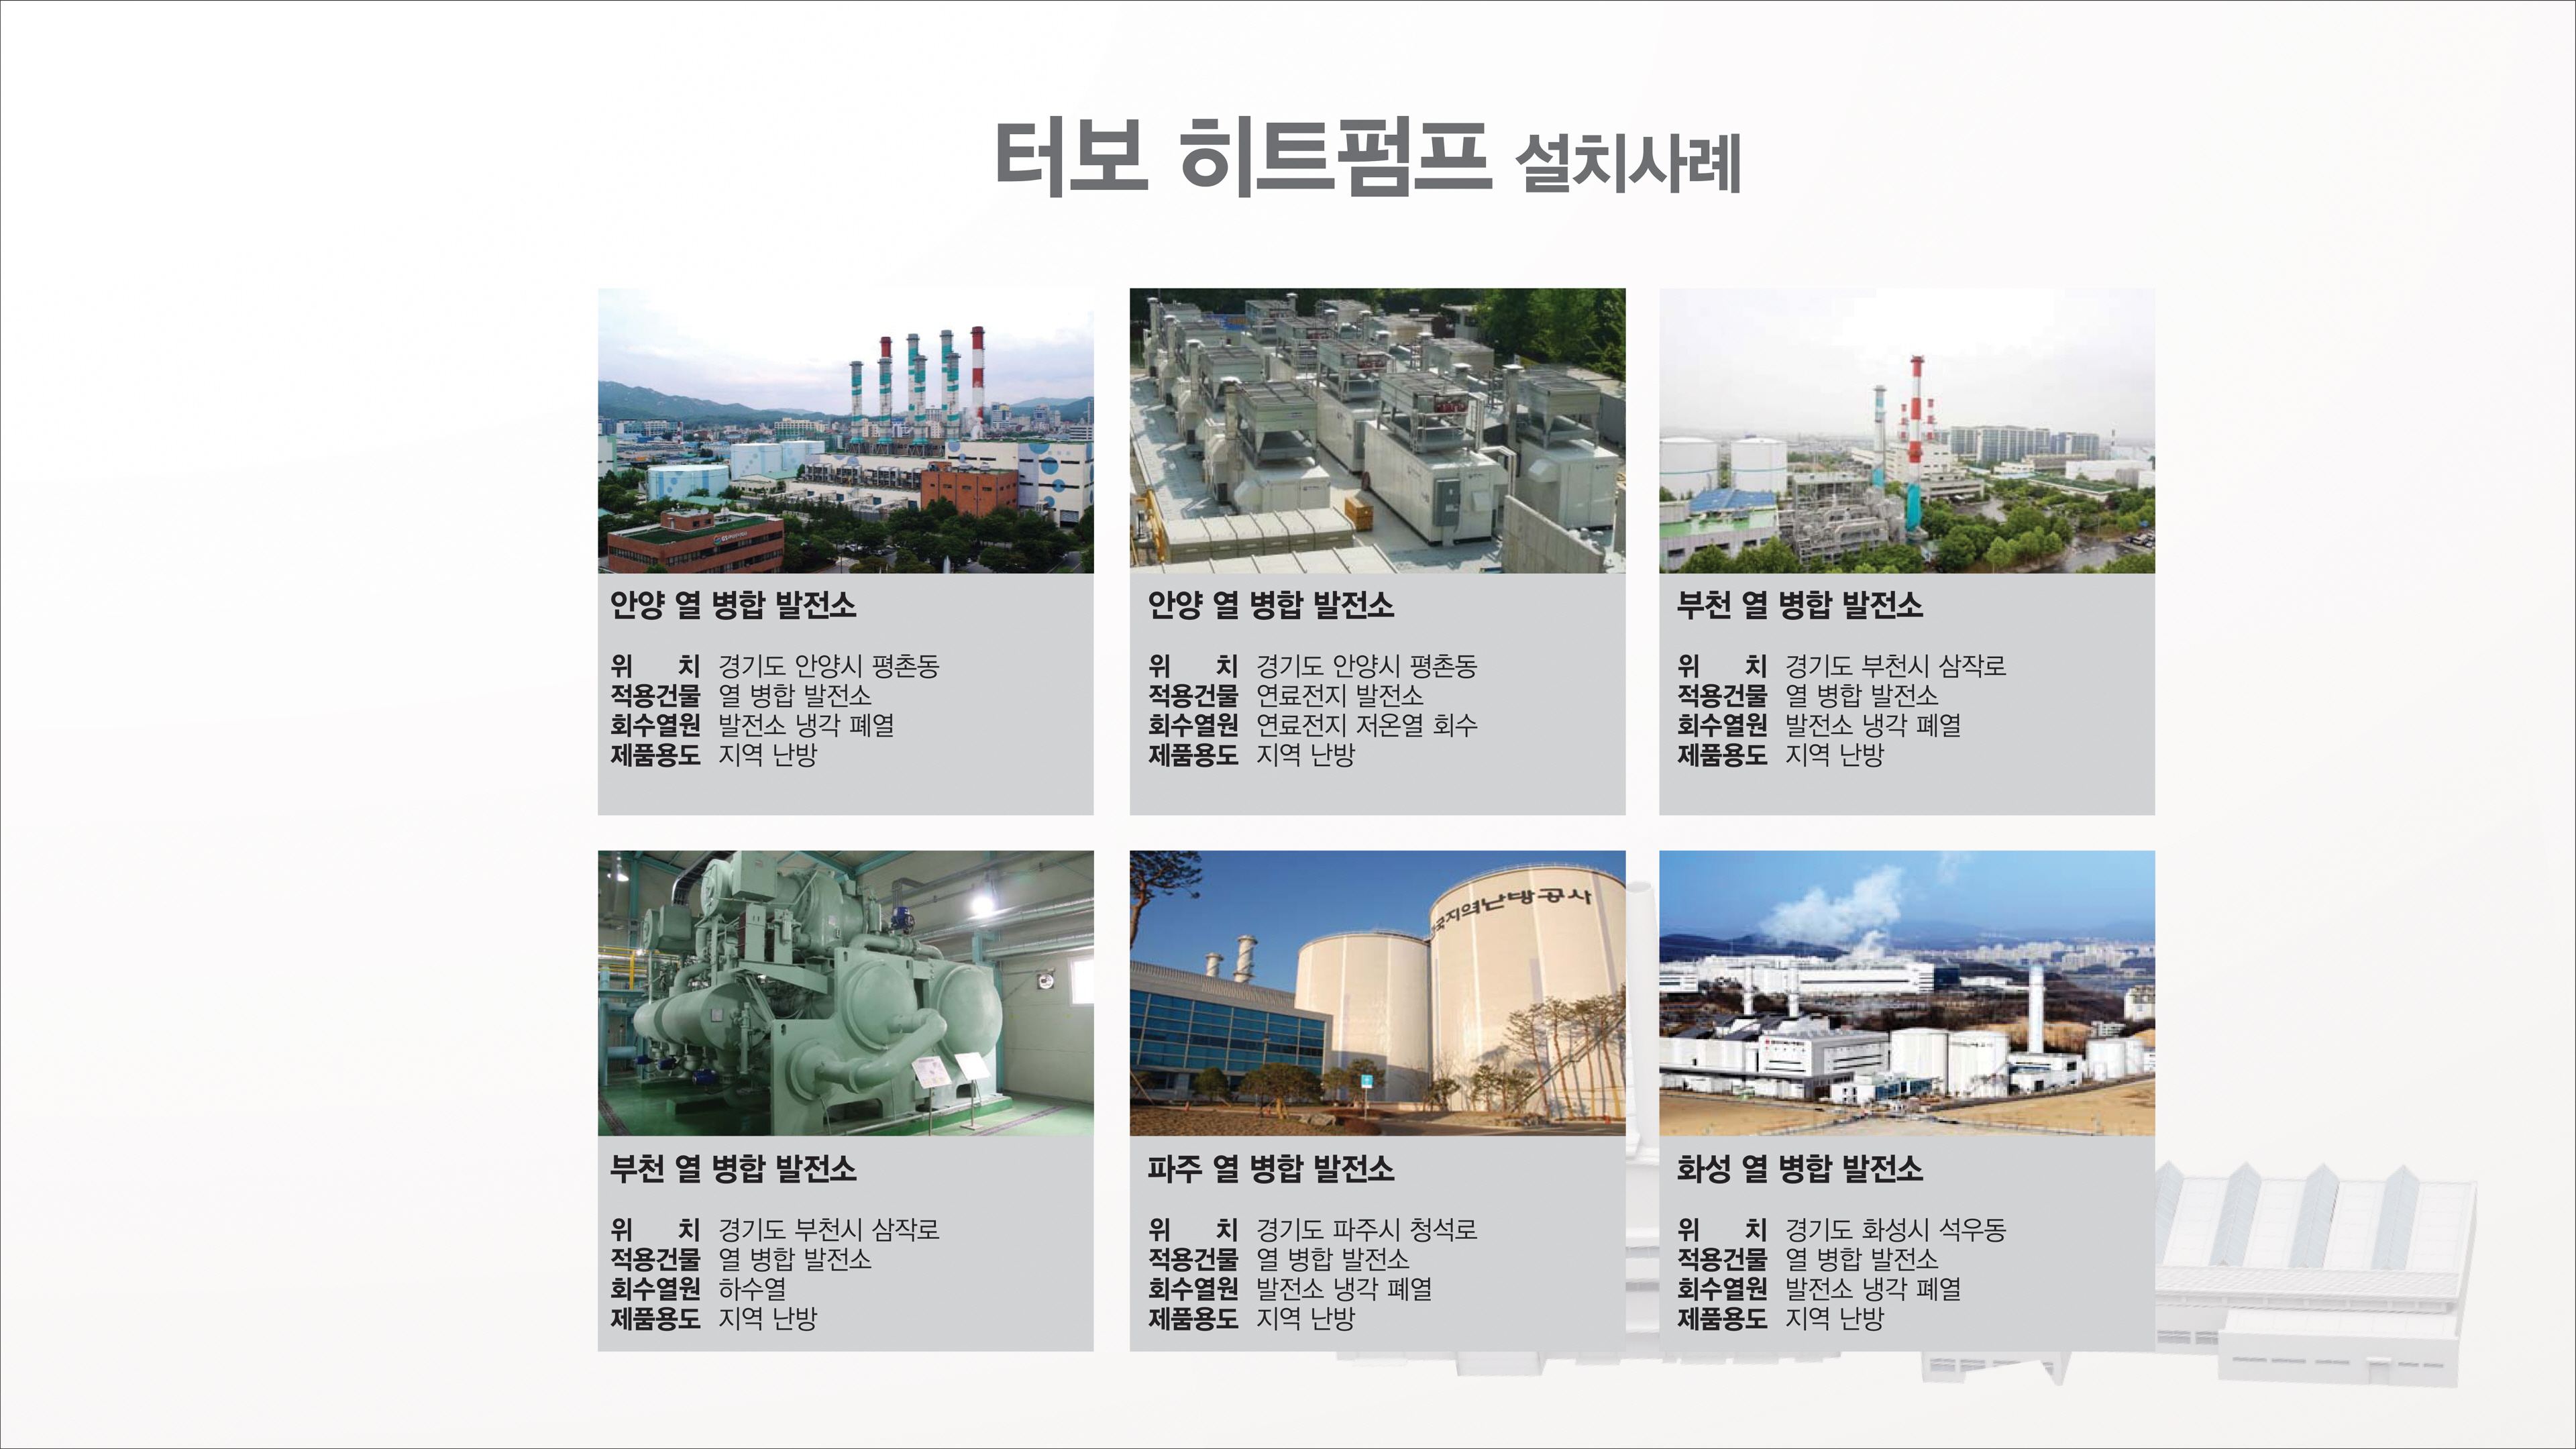 터보 히트펌프 설치사례
안양 열 병합 발전소
위 치 경기도 안양시 평촌동
적용건물 열 병합 발전소
회수열원 발전소 냉각 폐열
제품용도 지역 난방
안양 열 병합 발전소
위 치 경기도 안양시 평촌동
적용건물 연료전지 발전소
회수열원 연료전지 저온열 회수
제품용도 지역 난방
부천 열 병합 발전소
위 치 경기도 부천시 삼작로
적용건물 열 병합 발전소
회수열원 발전소 냉각 폐열
제품용도 지역 난방
국지역난방공사
부천 열 병합 발전소
위 치 경기도 부천시 삼작로
적용건물 열 병합 발전소
회수열원 하수열
제품용도 지역 난방
파주 열 병합 발전소
위 치 경기도 파주시 청석로
적용건물 열 병합 발전소
회수열원 발전소 냉각 폐열
제품용도 지역 난방
화성 열 병합 발전소
위 치 경기도 화성시 석우동
적용건물 열 병합 발전소
회수열원 발전소 냉각 폐열
제품용도 지역 난방